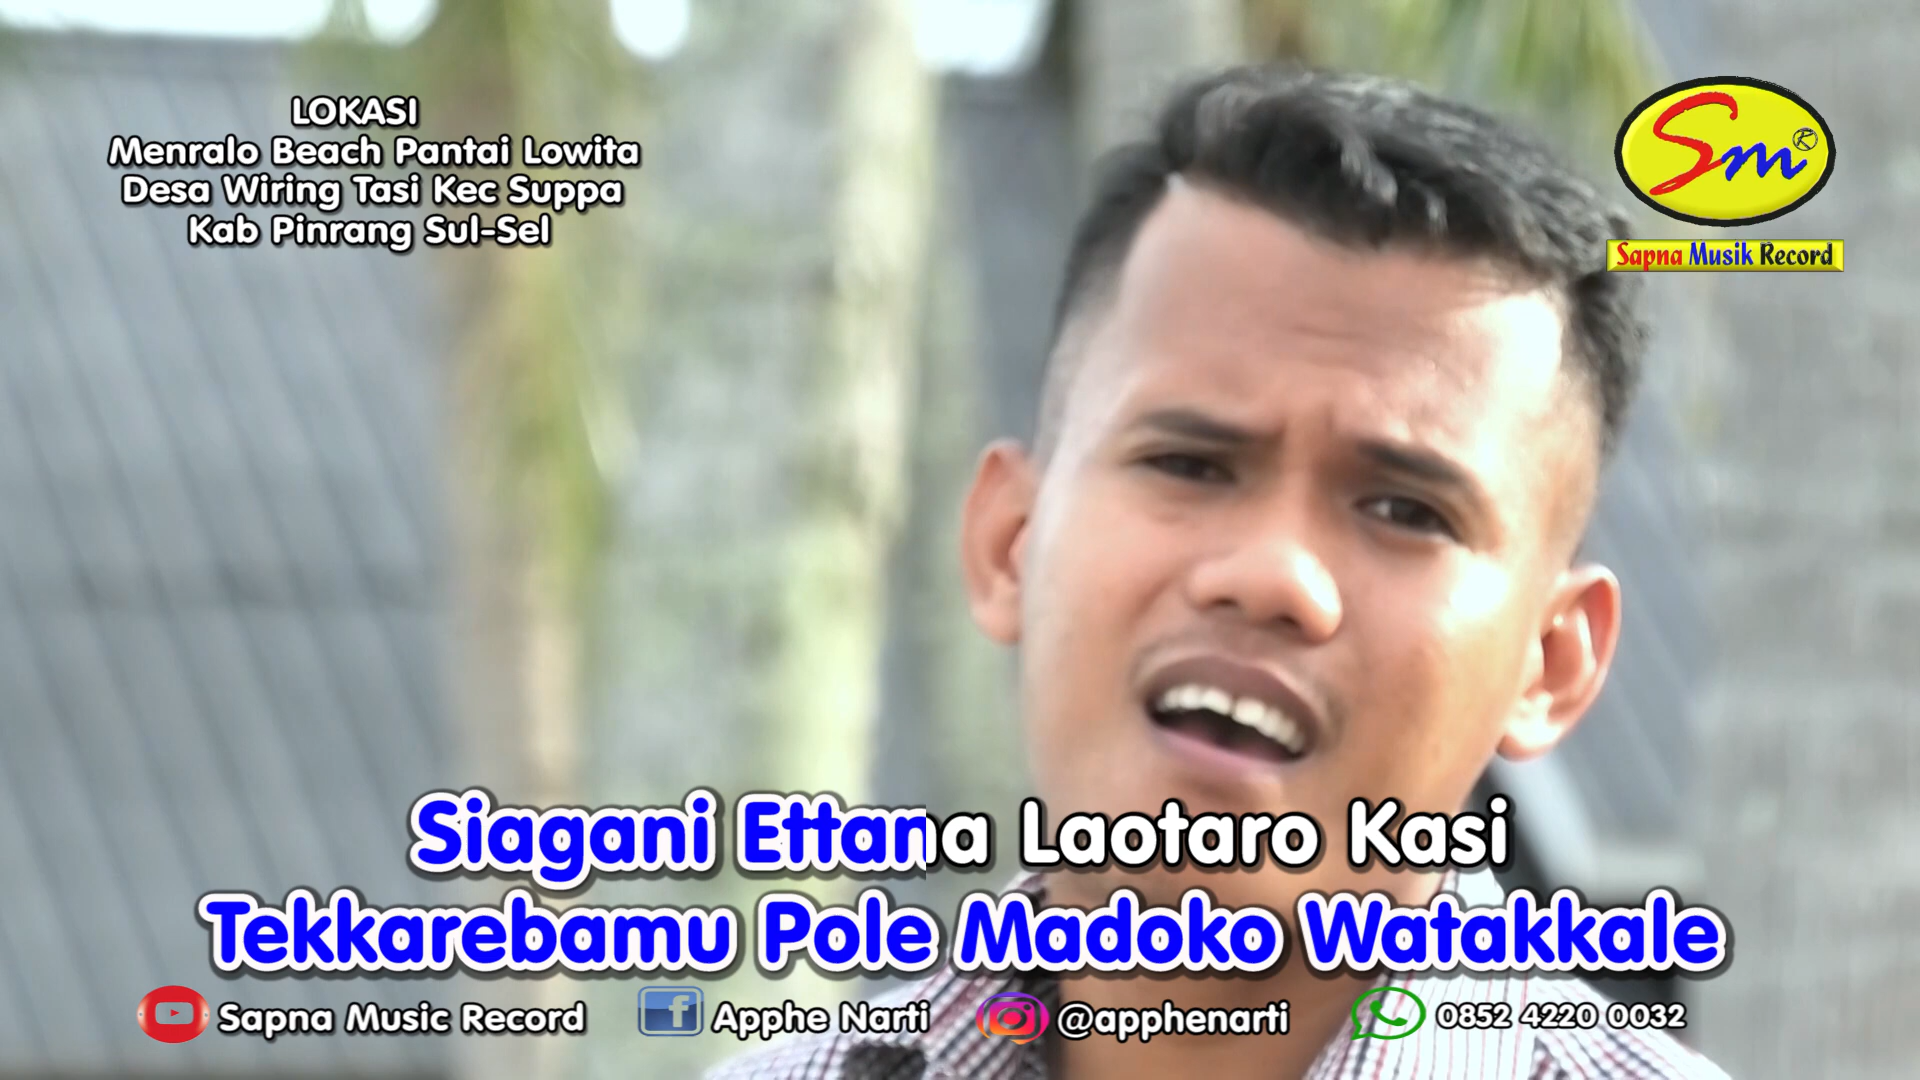 LOKASI
Menralo Beach Pantai Lowita
Desa Wiring Tasi Kec Suppa
Kab Pinrang Sul-Sel
Sm ®
Sapna Musik Record
Siagani Ettana Laotaro Kasi
Tekkarebamu Pole Madoko Watakkale
Sapna Music Record
f Apphe Narti
@apphenarti
0852 4220 0032